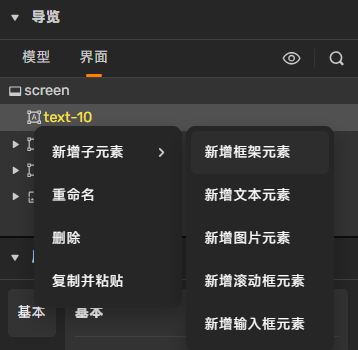 导览
模型 界面
screen
text-10
新增子元素
重命名
删除
复制并粘贴
新增框架元素
新增文本元素
新增图片元素
新增滚动框元素
新增输入框元素
基本 基本